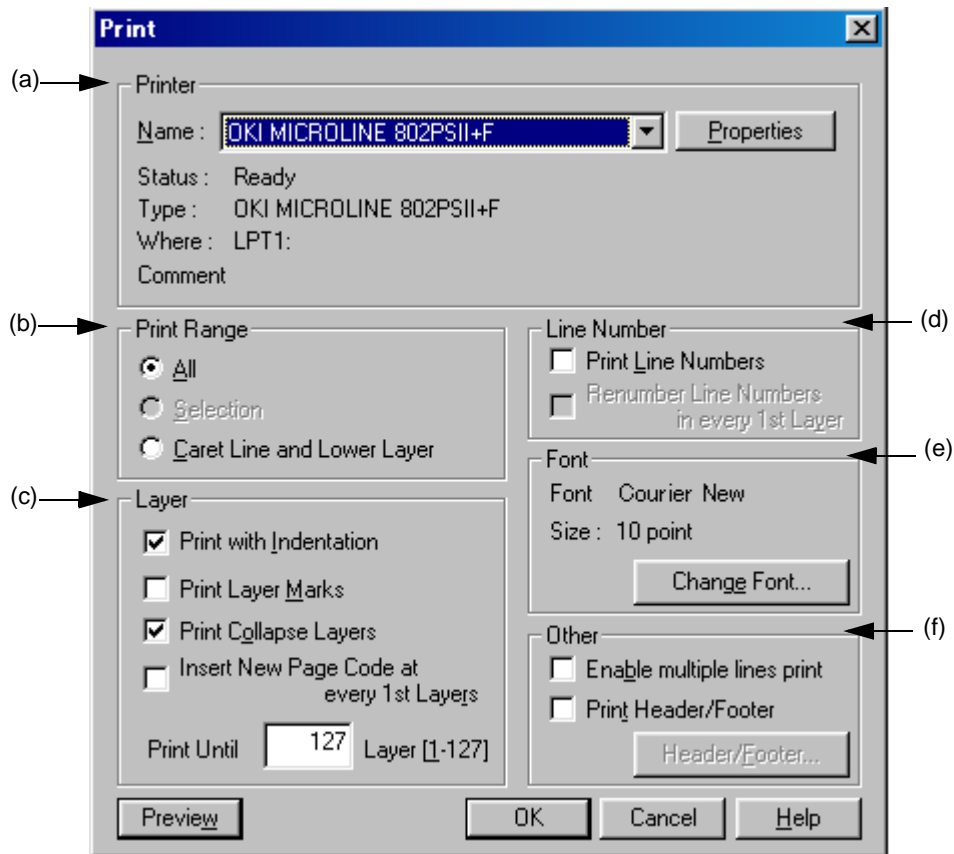 Print
(a)
Printer
Name : OKI MICROLINE 802PSII+F Properties
Status : Ready
Type : OKI MICROLINE 802PSII+F
Where : LPT1:
Comment
(b)
Print Range
All
Selection
Caret Line and Lower Layer
(d)
Line Number
Print Line Numbers
Renumber Line Numbers
in every 1st Layer
(c)
Layer
Print with Indentation
Print Layer Marks
Print Collapse Layers
Insert New Page Code at
every 1st Layers
Print Until 127 Layer [1-127]
(e)
Font
Font Courier New
Size : 10 point
Change Font...
(f)
Other
Enable multiple lines print
Print Header/Footer
Header/Footer...
Preview OK Cancel Help